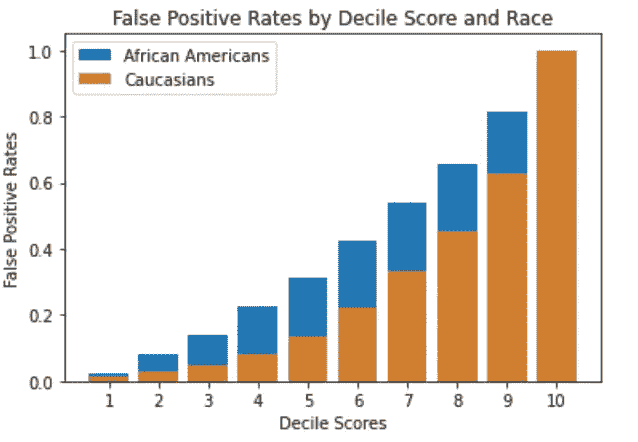 False Positive Rates by Decile Score and Race
African Americans
Caucasians
1.0
0.8
0.6
0.4
0.2
0.0
False Positive Rates
1 2 3 4 5 6 7 8 9 10
Decile Scores